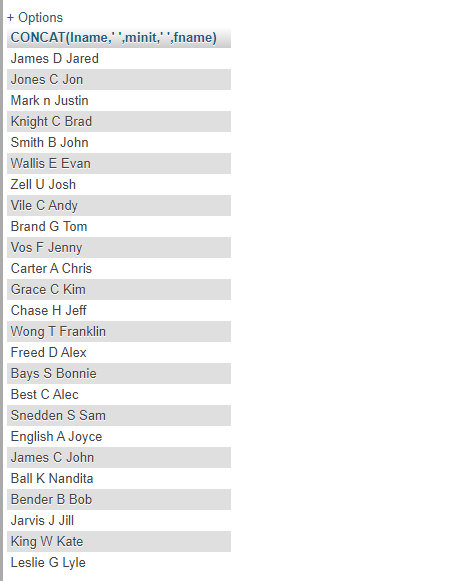 + Options
CONCAT(lname,' ',minit,' ',fname)
James D Jared
Jones C Jon
Mark n Justin
Knight C Brad
Smith B John
Wallis E Evan
Zell U Josh
Vile C Andy
Brand G Tom
Vos F Jenny
Carter A Chris
Grace C Kim
Chase H Jeff
Wong T Franklin
Freed D Alex
Bays S Bonnie
Best C Alec
Snedden S Sam
English A Joyce
James C John
Ball K Nandita
Bender B Bob
Jarvis J Jill
King W Kate
Leslie G Lyle